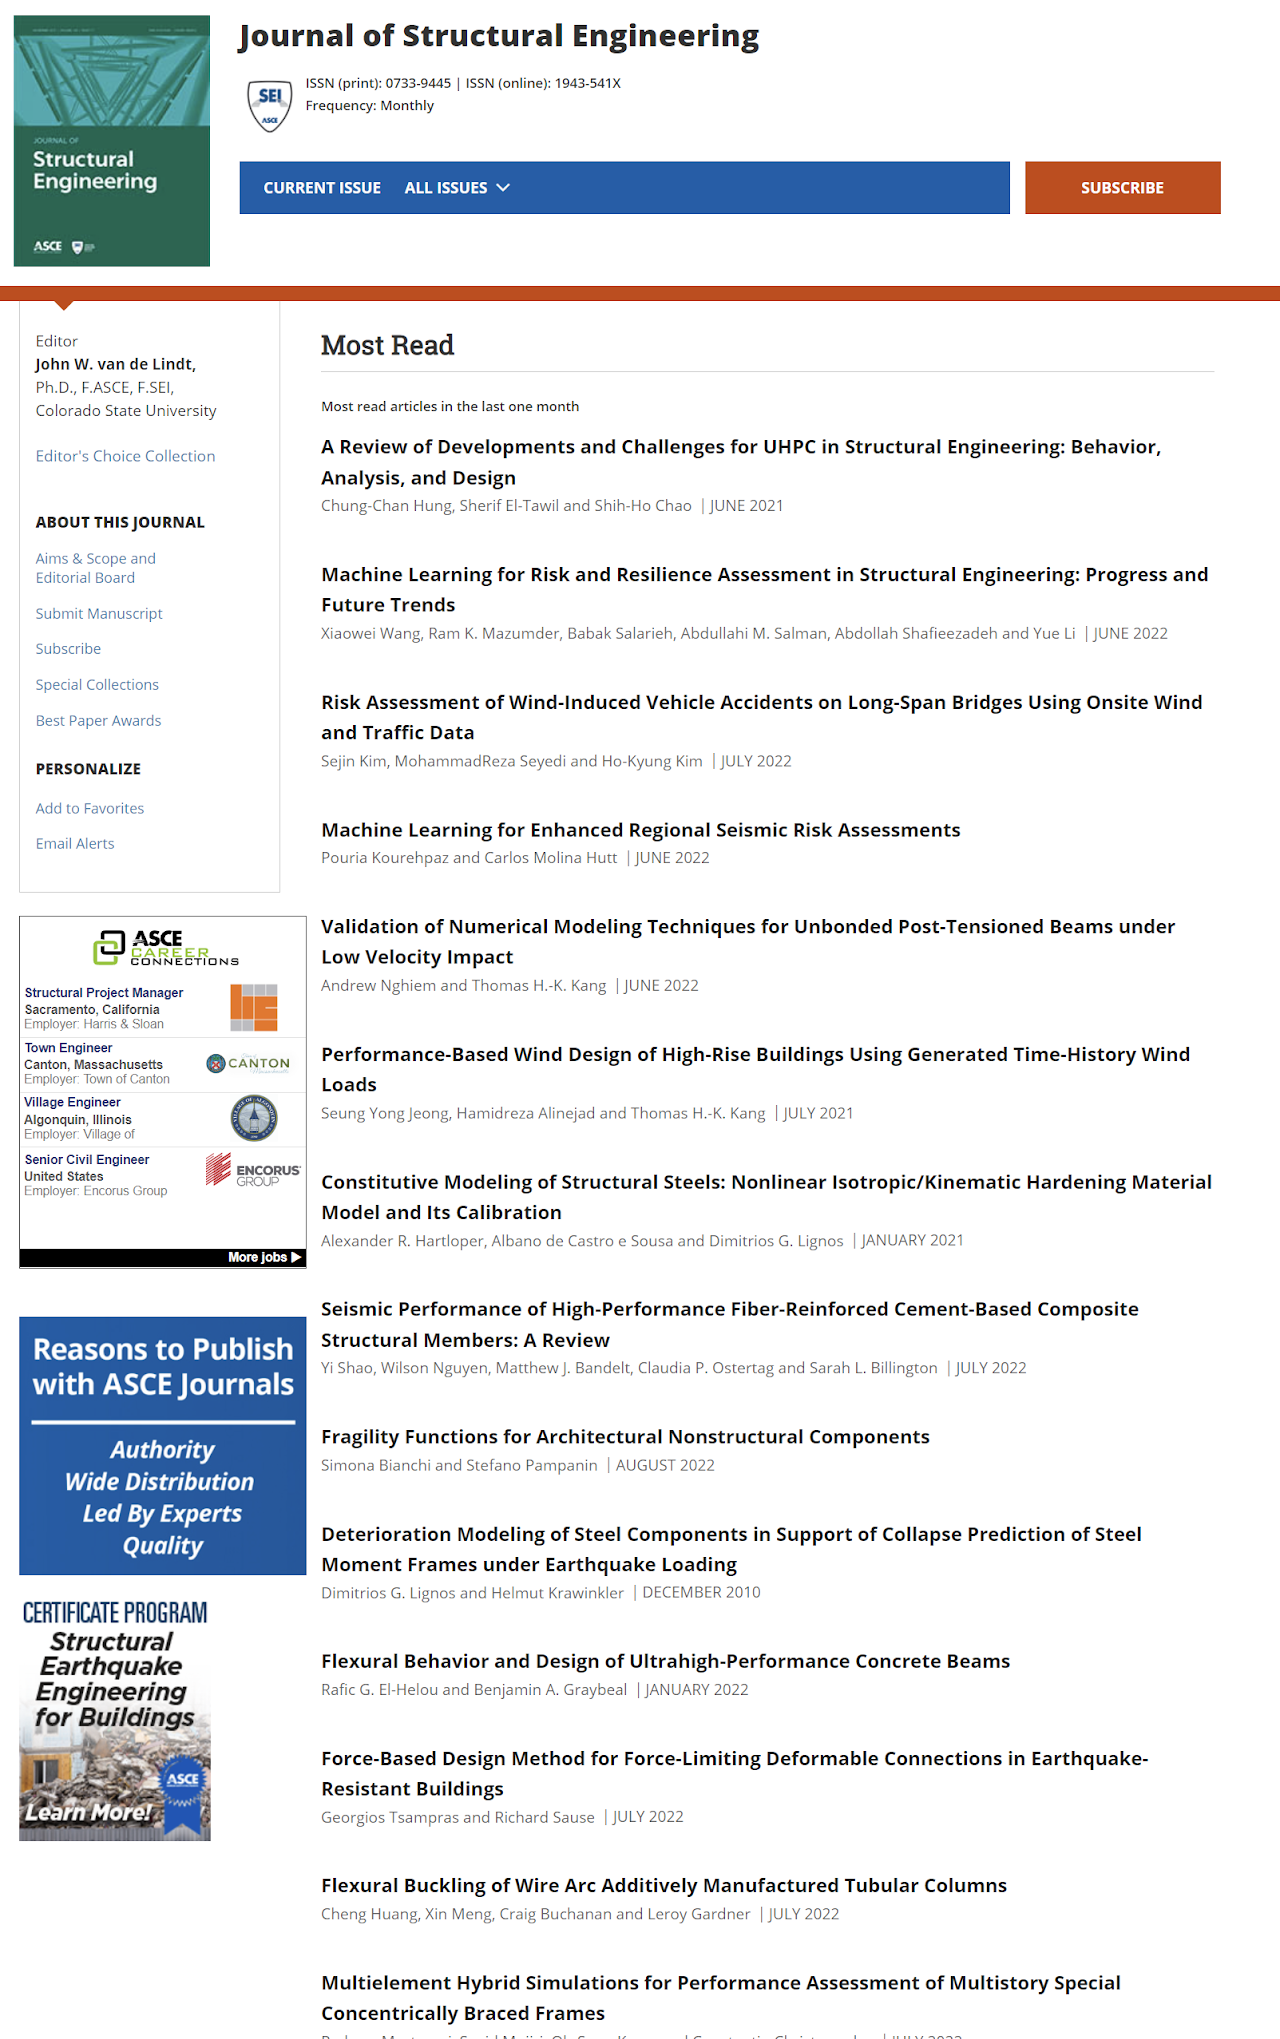 JOURNAL OF
Structural
Engineering
ASCE
Journal of Structural Engineering
SEI
ASCE
ISSN (print): 0733-9445 | ISSN (online): 1943-541X
Frequency: Monthly
CURRENT ISSUE ALL ISSUES
SUBSCRIBE
Editor
John W. van de Lindt,
Ph.D., F.ASCE, F.SEI,
Colorado State University
Editor's Choice Collection
ABOUT THIS JOURNAL
Aims & Scope and
Editorial Board
Submit Manuscript
Subscribe
Special Collections
Best Paper Awards
PERSONALIZE
Add to Favorites
Email Alerts
ASCE
CAREER
CONNECTIONS
Structural Project Manager
Sacramento, California
Employer: Harris & Sloan
Town Engineer
Canton, Massachusetts
Employer: Town of Canton
CANTON
Village Engineer
Algonquin, Illinois
Employer: Village of
Senior Civil Engineer
United States
Employer: Encorus Group
ENCORUS
GROUP
More jobs
Reasons to Publish
with ASCE Journals
Authority
Wide Distribution
Led By Experts
Quality
CERTIFICATE PROGRAM
Structural
Earthquake
Engineering
for Buildings
ASCE
Learn More!
Most Read
Most read articles in the last one month
A Review of Developments and Challenges for UHPC in Structural Engineering: Behavior,
Analysis, and Design
Chung-Chan Hung, Sherif El-Tawil and Shih-Ho Chao | JUNE 2021
Machine Learning for Risk and Resilience Assessment in Structural Engineering: Progress and
Future Trends
Xiaowei Wang, Ram K. Mazumder, Babak Salarieh, Abdullahi M. Salman, Abdollah Shafieezadeh and Yue Li | JUNE 2022
Risk Assessment of Wind-Induced Vehicle Accidents on Long-Span Bridges Using Onsite Wind
and Traffic Data
Sejin Kim, MohammadReza Seyedi and Ho-Kyung Kim | JULY 2022
Machine Learning for Enhanced Regional Seismic Risk Assessments
Pouria Kourehpaz and Carlos Molina Hutt | JUNE 2022
Validation of Numerical Modeling Techniques for Unbonded Post-Tensioned Beams under
Low Velocity Impact
Andrew Nghiem and Thomas H.-K. Kang | JUNE 2022
Performance-Based Wind Design of High-Rise Buildings Using Generated Time-History Wind
Loads
Seung Yong Jeong, Hamidreza Alinejad and Thomas H.-K. Kang | JULY 2021
Constitutive Modeling of Structural Steels: Nonlinear Isotropic/Kinematic Hardening Material
Model and Its Calibration
Alexander R. Hartloper, Albano de Castro e Sousa and Dimitrios G. Lignos | JANUARY 2021
Seismic Performance of High-Performance Fiber-Reinforced Cement-Based Composite
Structural Members: A Review
Yi Shao, Wilson Nguyen, Matthew J. Bandelt, Claudia P. Ostertag and Sarah L. Billington | JULY 2022
Fragility Functions for Architectural Nonstructural Components
Simona Bianchi and Stefano Pampanin | AUGUST 2022
Deterioration Modeling of Steel Components in Support of Collapse Prediction of Steel
Moment Frames under Earthquake Loading
Dimitrios G. Lignos and Helmut Krawinkler | DECEMBER 2010
Flexural Behavior and Design of Ultrahigh-Performance Concrete Beams
Rafic G. El-Helou and Benjamin A. Graybeal | JANUARY 2022
Force-Based Design Method for Force-Limiting Deformable Connections in Earthquake-
Resistant Buildings
Georgios Tsampras and Richard Sause | JULY 2022
Flexural Buckling of Wire Arc Additively Manufactured Tubular Columns
Cheng Huang, Xin Meng, Craig Buchanan and Leroy Gardner | JULY 2022
Multielement Hybrid Simulations for Performance Assessment of Multistory Special
Concentrically Braced Frames